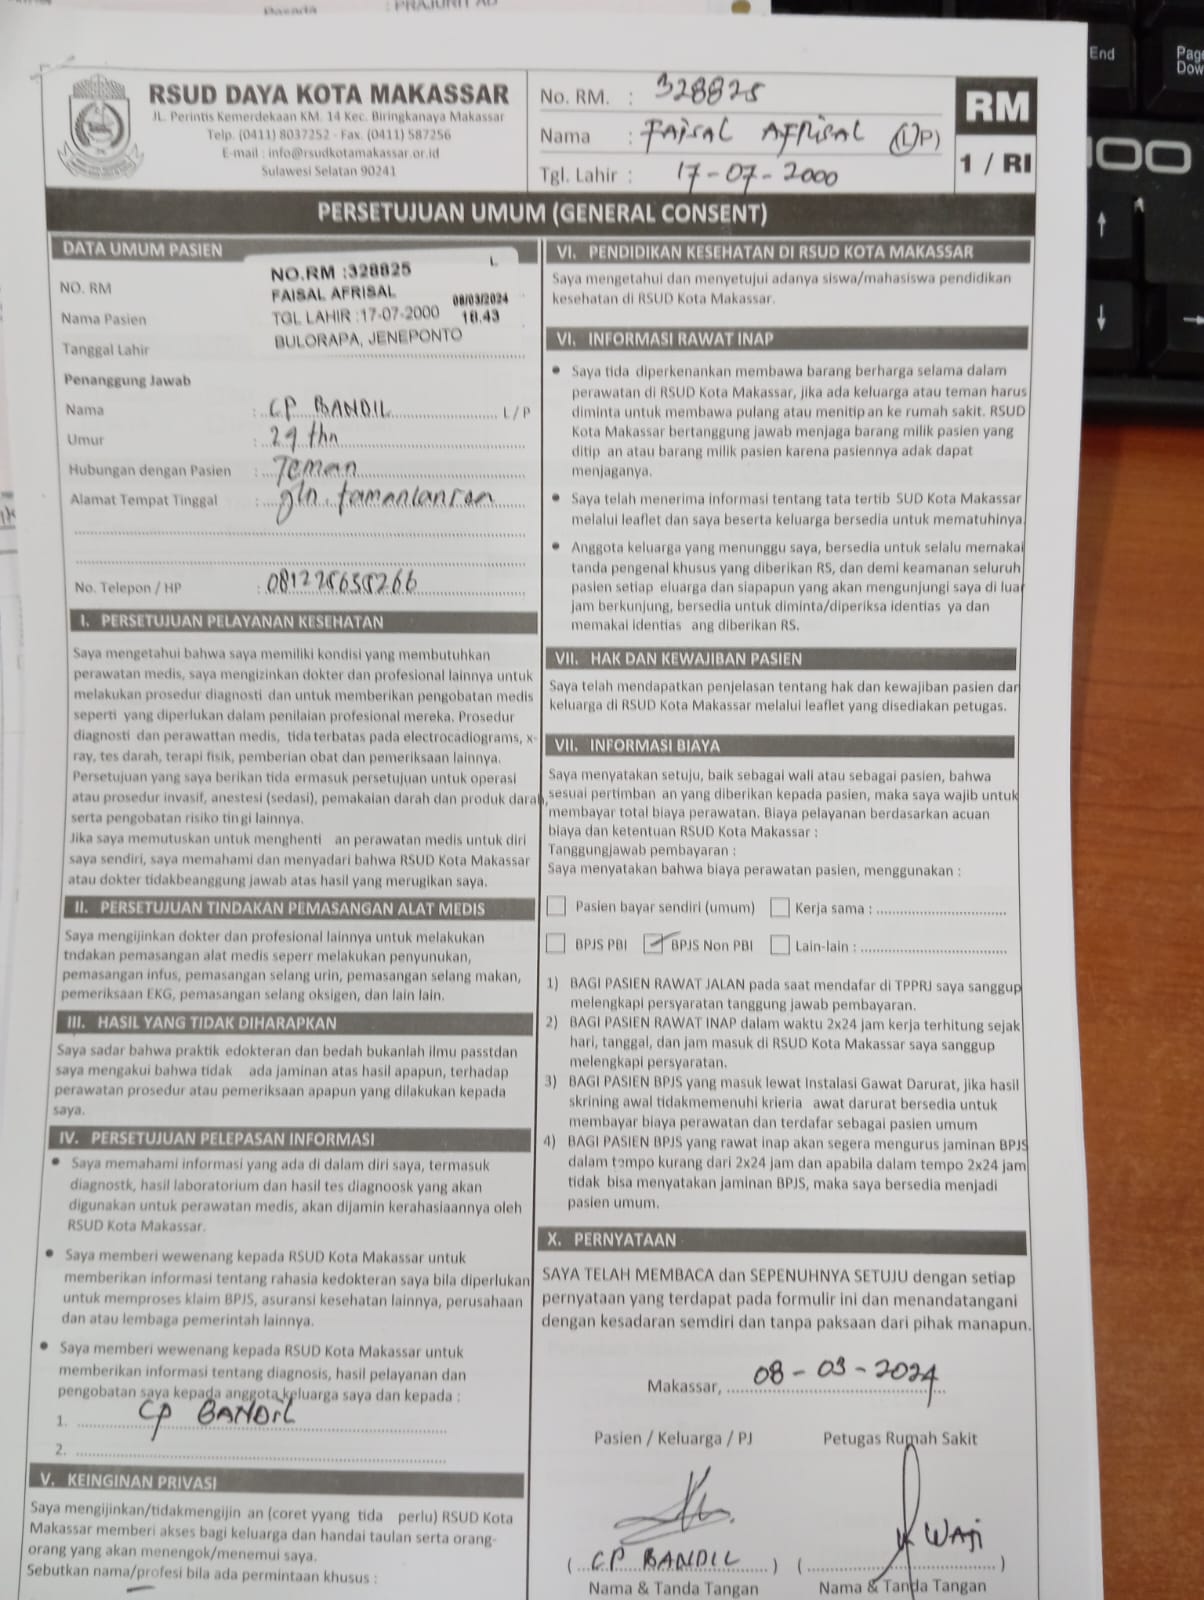 : PRAJURIT AD
RSUD DAYA KOTA MAKASSAR
JL. Perintis Kemerdekaan KM. 14 Kec. Biringkanaya Makassar
Telp. (0411) 8037252 - Fax. (0411) 587256
E-mail : info@rsudkotamakassar.or.id
Sulawesi Selatan 90241
No. RM. : 328825
Nama : FAISAL AFRISAL (L/P)
Tgl. Lahir : 17-07-2000
RM
1 / RI
PERSETUJUAN UMUM (GENERAL CONSENT)
DATA UMUM PASIEN
NO. RM
Nama Pasien
Tanggal Lahir
NO.RM :328825 L
FAISAL AFRISAL 08/03/2024
TGL LAHIR :17-07-2000 18.43
BULORAPA, JENEPONTO
Penanggung Jawab
Nama : CP BANDIL L / P
Umur : 29 thn
Hubungan dengan Pasien : Teman
Alamat Tempat Tinggal : jln.
No. Telepon / HP :
I. PERSETUJUAN PELAYANAN KESEHATAN
Saya mengetahui bahwa saya memiliki kondisi yang membutuhkan
perawatan medis, saya mengizinkan dokter dan profesional lainnya untuk
melakukan prosedur diagnosti dan untuk memberikan pengobatan medis
seperti yang diperlukan dalam penilaian profesional mereka. Prosedur
diagnosti dan perawattan medis, tida terbatas pada electrocadiograms, x-
ray, tes darah, terapi fisik, pemberian obat dan pemeriksaan lainnya.
Persetujuan yang saya berikan tida ermasuk persetujuan untuk operasi
atau prosedur invasif, anestesi (sedasi), pemakaian darah dan produk darah,
serta pengobatan risiko tin gi lainnya.
Jika saya memutuskan untuk menghenti an perawatan medis untuk diri
saya sendiri, saya memahami dan menyadari bahwa RSUD Kota Makassar
atau dokter tidakbeanggung jawab atas hasil yang merugikan saya.
II. PERSETUJUAN TINDAKAN PEMASANGAN ALAT MEDIS
Saya mengijinkan dokter dan profesional lainnya untuk melakukan
tndakan pemasangan alat medis seperr melakukan penyunukan,
pemasangan infus, pemasangan selang urin, pemasangan selang makan,
pemeriksaan EKG, pemasangan selang oksigen, dan lain lain.
III. HASIL YANG TIDAK DIHARAPKAN
Saya sadar bahwa praktik edokteran dan bedah bukanlah ilmu passtdan
saya mengakui bahwa tidak ada jaminan atas hasil apapun, terhadap
perawatan prosedur atau pemeriksaan apapun yang dilakukan kepada
saya.
IV. PERSETUJUAN PELEPASAN INFORMASI
• Saya memahami informasi yang ada di dalam diri saya, termasuk
diagnostk, hasil laboratorium dan hasil tes diagnoosk yang akan
digunakan untuk perawatan medis, akan dijamin kerahasiaannya oleh
RSUD Kota Makassar.
• Saya memberi wewenang kepada RSUD Kota Makassar untuk
memberikan informasi tentang rahasia kedokteran saya bila diperlukan
untuk memproses klaim BPJS, asuransi kesehatan lainnya, perusahaan
dan atau lembaga pemerintah lainnya.
• Saya memberi wewenang kepada RSUD Kota Makassar untuk
memberikan informasi tentang diagnosis, hasil pelayanan dan
pengobatan saya kepada anggota keluarga saya dan kepada :
1. CP BANDIL
2.
V. KEINGINAN PRIVASI
Saya mengijinkan/tidakmengijin an (coret yyang tida perlu) RSUD Kota
Makassar memberi akses bagi keluarga dan handai taulan serta orang-
orang yang akan menengok/menemui saya.
Sebutkan nama/profesi bila ada permintaan khusus :
VI. PENDIDIKAN KESEHATAN DI RSUD KOTA MAKASSAR
Saya mengetahui dan menyetujui adanya siswa/mahasiswa pendidikan
kesehatan di RSUD Kota Makassar.
VI. INFORMASI RAWAT INAP
• Saya tida diperkenankan membawa barang berharga selama dalam
perawatan di RSUD Kota Makassar, jika ada keluarga atau teman harus
diminta untuk membawa pulang atau menitip an ke rumah sakit. RSUD
Kota Makassar bertanggung jawab menjaga barang milik pasien yang
ditip an atau barang milik pasien karena pasiennya adak dapat
menjaganya.
• Saya telah menerima informasi tentang tata tertib SUD Kota Makassar
melalui leaflet dan saya beserta keluarga bersedia untuk mematuhinya.
• Anggota keluarga yang menunggu saya, bersedia untuk selalu memakai
tanda pengenal khusus yang diberikan RS, dan demi keamanan seluruh
pasien setiap eluarga dan siapapun yang akan mengunjungi saya di luar
jam berkunjung, bersedia untuk diminta/diperiksa identias ya dan
memakai identias ang diberikan RS.
VII. HAK DAN KEWAJIBAN PASIEN
Saya telah mendapatkan penjelasan tentang hak dan kewajiban pasien dan
keluarga di RSUD Kota Makassar melalui leaflet yang disediakan petugas.
VII. INFORMASI BIAYA
Saya menyatakan setuju, baik sebagai wali atau sebagai pasien, bahwa
sesuai pertimban an yang diberikan kepada pasien, maka saya wajib untuk
membayar total biaya perawatan. Biaya pelayanan berdasarkan acuan
biaya dan ketentuan RSUD Kota Makassar :
Tanggungjawab pembayaran :
Saya menyatakan bahwa biaya perawatan pasien, menggunakan :
Pasien bayar sendiri (umum) Kerja sama :
BPJS PBI BPJS Non PBI Lain-lain :
1) BAGI PASIEN RAWAT JALAN pada saat mendafar di TPPRJ saya sanggup
melengkapi persyaratan tanggung jawab pembayaran.
2) BAGI PASIEN RAWAT INAP dalam waktu 2x24 jam kerja terhitung sejak
hari, tanggal, dan jam masuk di RSUD Kota Makassar saya sanggup
melengkapi persyaratan.
3) BAGI PASIEN BPJS yang masuk lewat Instalasi Gawat Darurat, jika hasil
skrining awal tidakmemenuhi krieria awat darurat bersedia untuk
membayar biaya perawatan dan terdafar sebagai pasien umum
4) BAGI PASIEN BPJS yang rawat inap akan segera mengurus jaminan BPJS
dalam tempo kurang dari 2x24 jam dan apabila dalam tempo 2x24 jam
tidak bisa menyatakan jaminan BPJS, maka saya bersedia menjadi
pasien umum.
X. PERNYATAAN
SAYA TELAH MEMBACA dan SEPENUHNYA SETUJU dengan setiap
pernyataan yang terdapat pada formulir ini dan menandatangani
dengan kesadaran semdiri dan tanpa paksaan dari pihak manapun.
Makassar, 08-03-2024
Pasien / Keluarga / PJ Petugas Rumah Sakit
( CP BANDIL ) ( WAJI )
Nama & Tanda Tangan Nama & Tanda Tangan
End
Page
Down